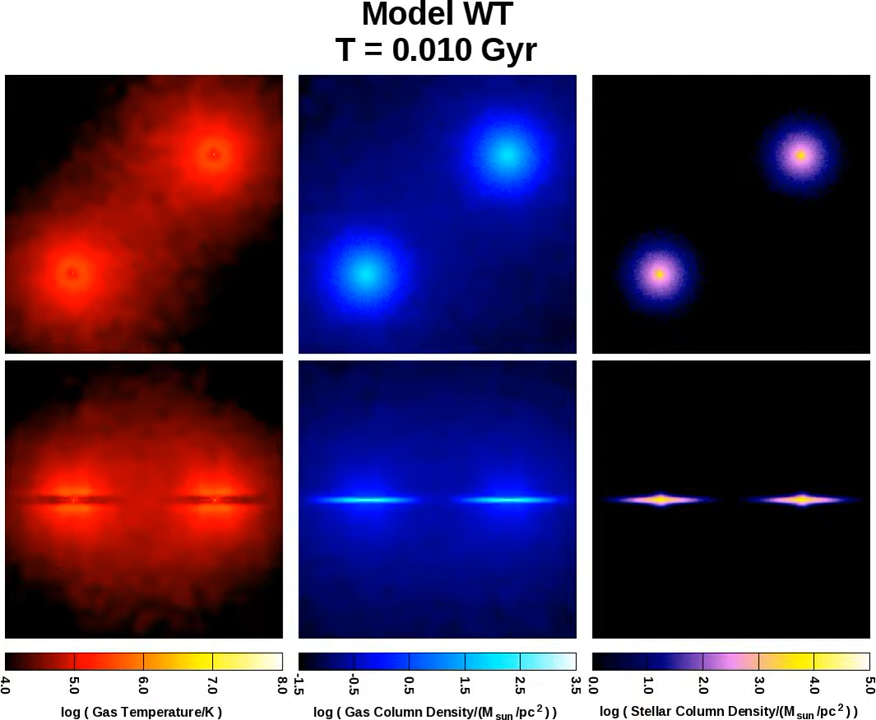 Model WT
T = 0.010 Gyr
4.0 5.0 6.0 7.0 8.0
-1.5 -0.5 0.5 1.5 2.5 3.5
0.0 1.0 2.0 3.0 4.0 5.0
log ( Gas Temperature/K )
log ( Gas Column Density/(M sun /pc 2 ) )
log ( Stellar Column Density/(M sun /pc 2 ) )